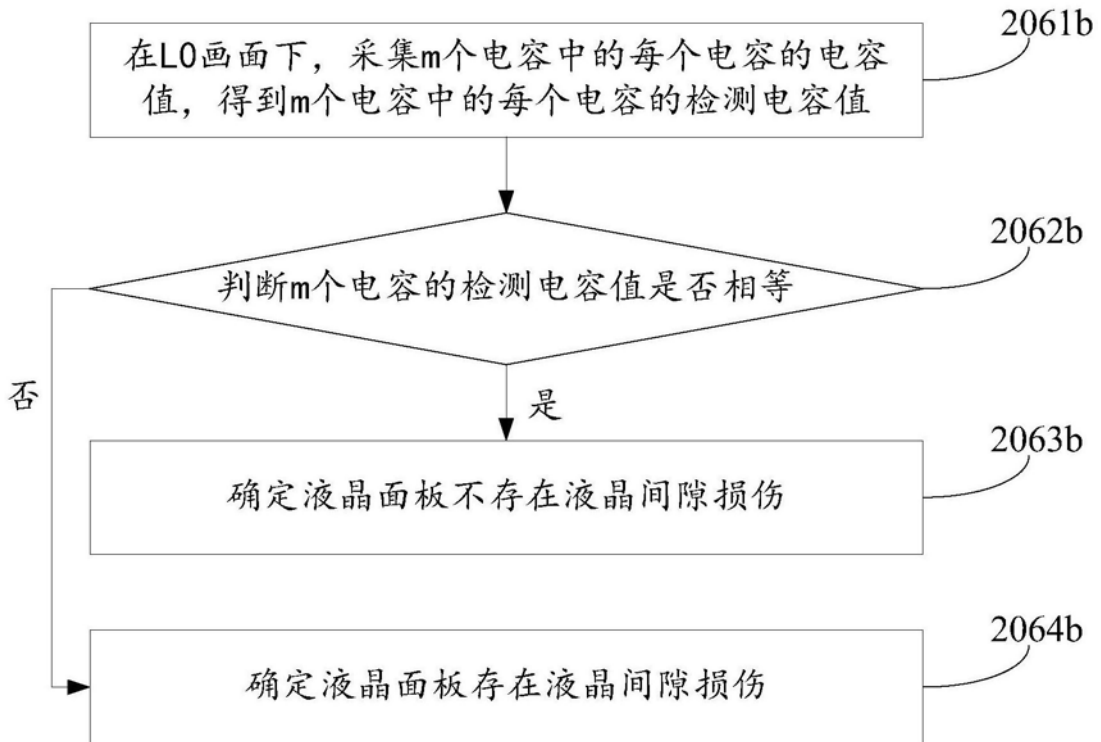 2061b
在L0画面下，采集m个电容中的每个电容的电容
值，得到m个电容中的每个电容的检测电容值
2062b
判断m个电容的检测电容值是否相等
否
是
2063b
确定液晶面板不存在液晶间隙损伤
2064b
确定液晶面板存在液晶间隙损伤